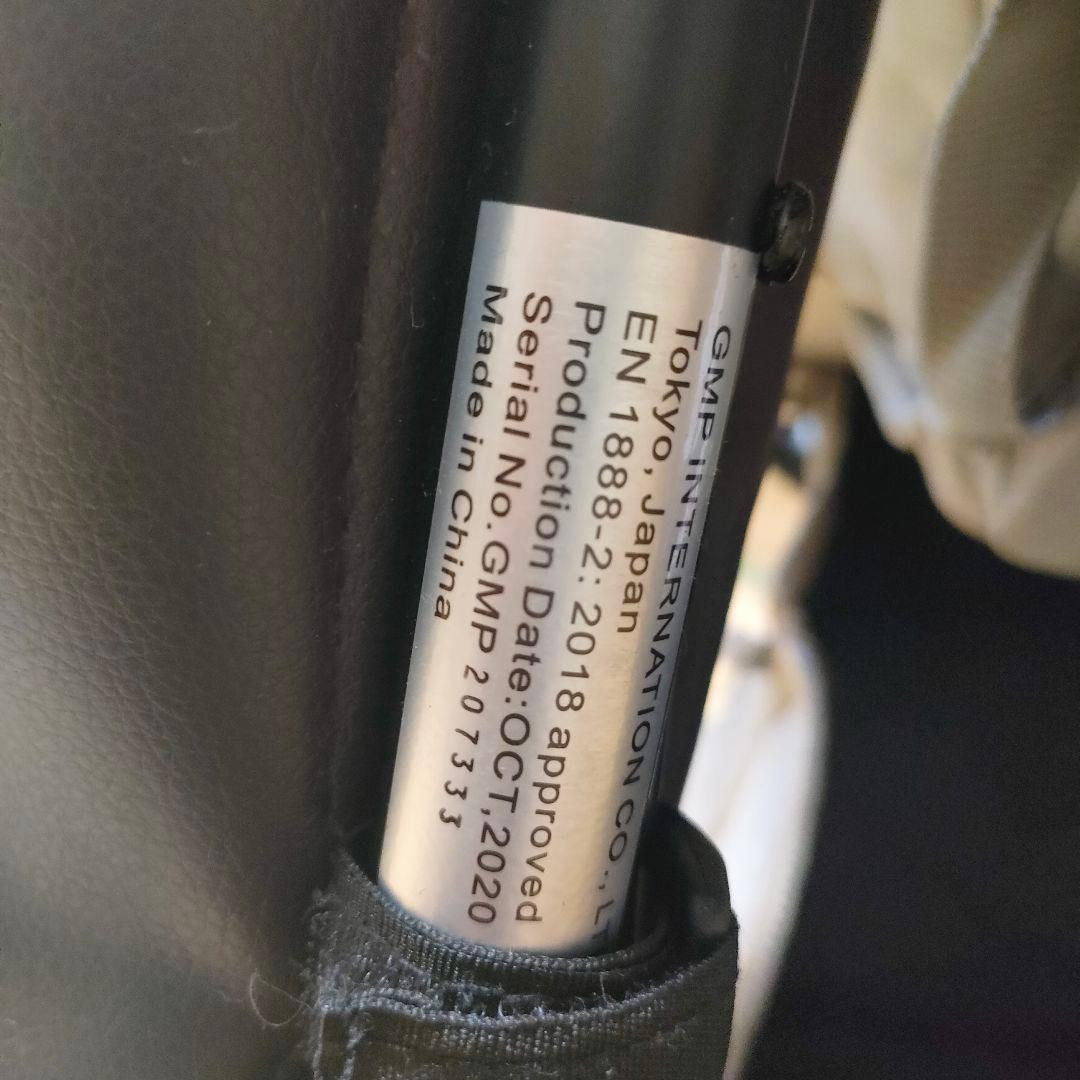 GMP INTERNATION CO., LT
Tokyo, Japan
EN 1888-2: 2018 approved
Production Date:OCT,2020
Serial No.GMP 207333
Made in China